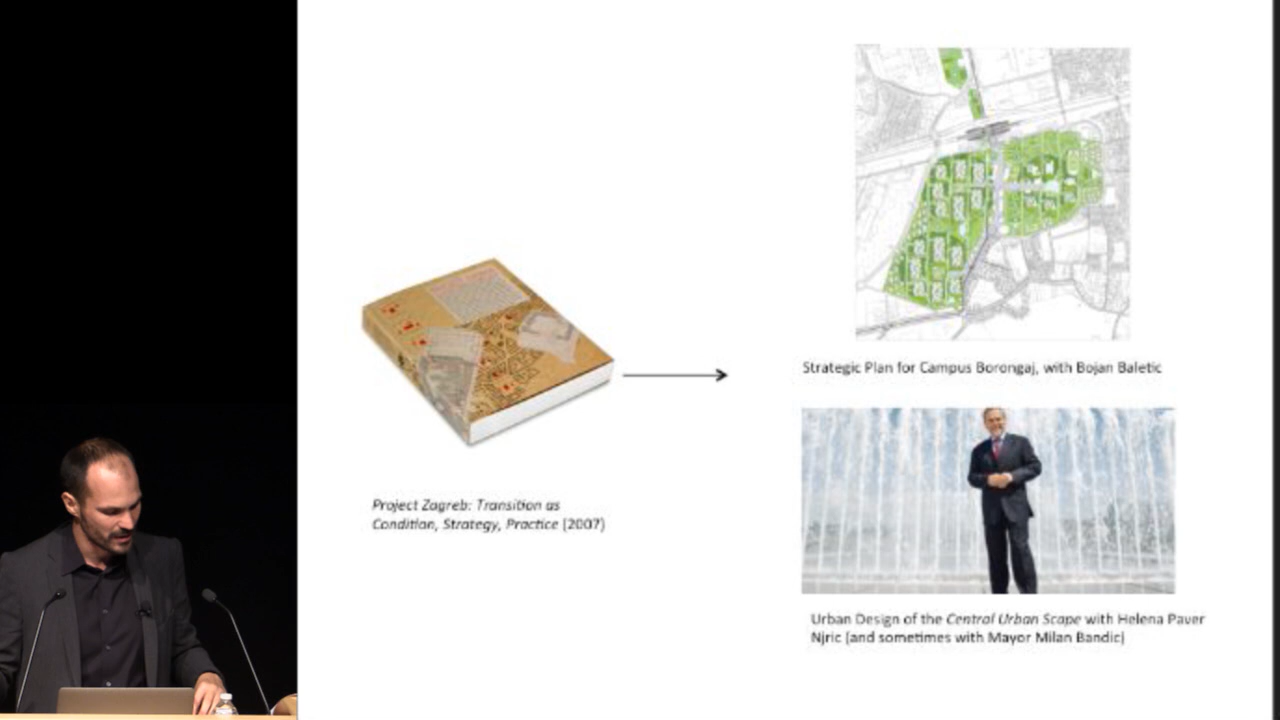 Strategic Plan for Campus Borongaj, with Bojan Baletic
Project Zagreb: Transition as
Condition, Strategy, Practice (2007)
Urban Design of the Central Urban Scape with Helena Paver
Njric (and sometimes with Mayor Milan Bandic)